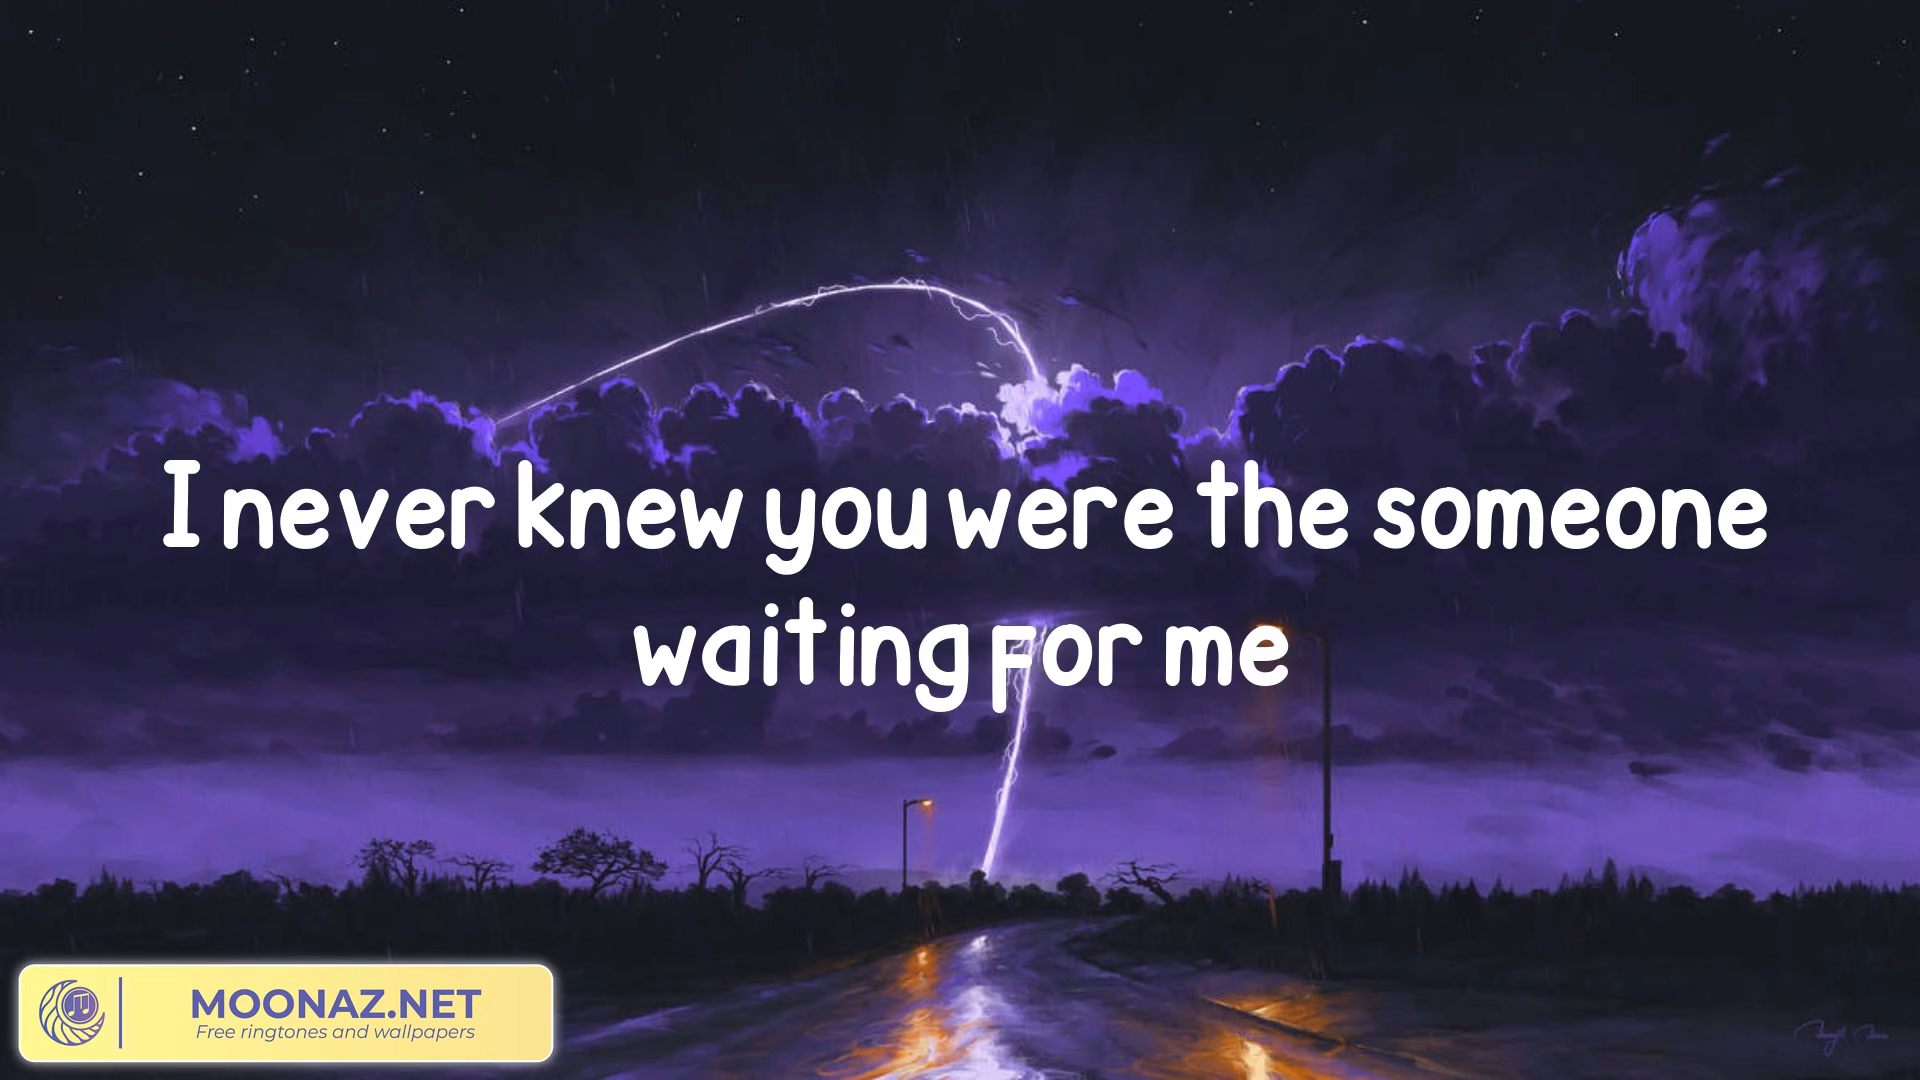 I never knew you were the someone
waiting for me
MOONAZ.NET
Free ringtones and wallpapers